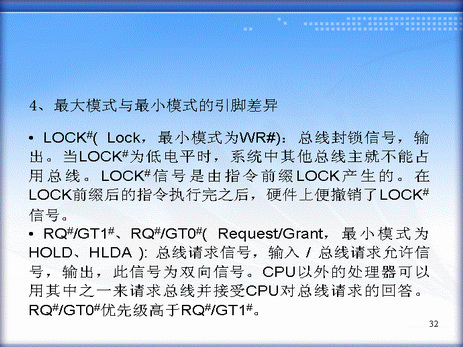 4、最大模式与最小模式的引脚差异
• LOCK#( Lock，最小模式为WR#)：总线封锁信号，输
出。当LOCK#为低电平时，系统中其他总线主就不能占
用总线。LOCK#信号是由指令前缀LOCK产生的。在
LOCK前缀后的指令执行完之后，硬件上便撤销了LOCK#
信号。
• RQ#/GT1#、RQ#/GT0#( Request/Grant，最小模式为
HOLD、HLDA )：总线请求信号，输入 / 总线请求允许信
号，输出，此信号为双向信号。CPU以外的处理器可以
用其中之一来请求总线并接受CPU对总线请求的回答。
RQ#/GT0#优先级高于RQ#/GT1#。
32